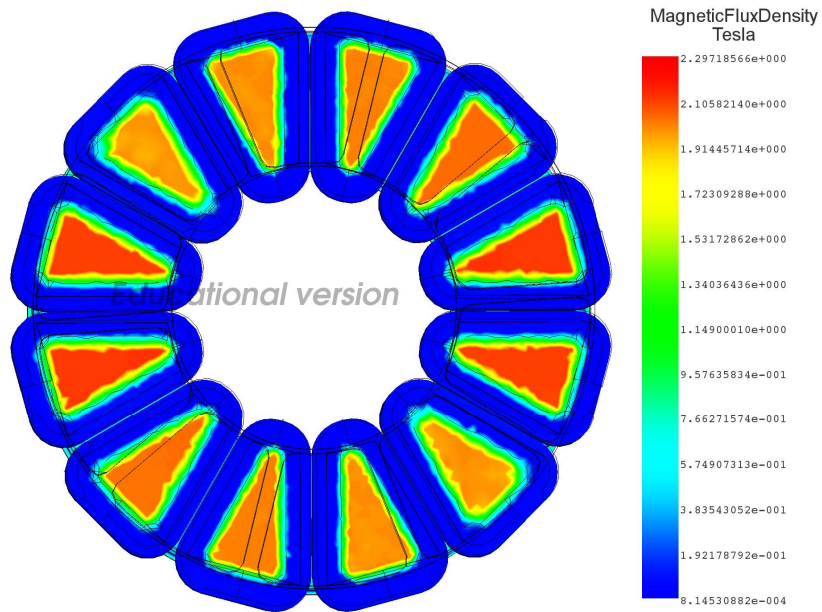 MagneticFluxDensity
Tesla
2.29718566e+000
2.10582140e+000
1.91445714e+000
1.72309288e+000
1.53172862e+000
1.34036436e+000
1.14900010e+000
9.57635834e-001
7.66271574e-001
5.74907313e-001
3.83543052e-001
1.92178792e-001
8.14530882e-004
Educational version